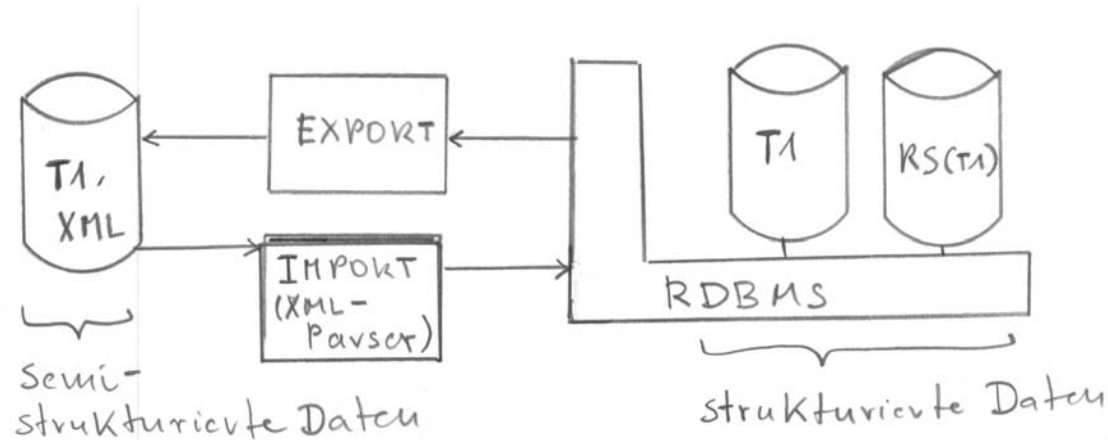 EXPORT
T1.
XML
T1
RS(T1)
IMPORT
(XML-
Parser)
RDBMS
semi-
strukturierte Daten
strukturierte Daten